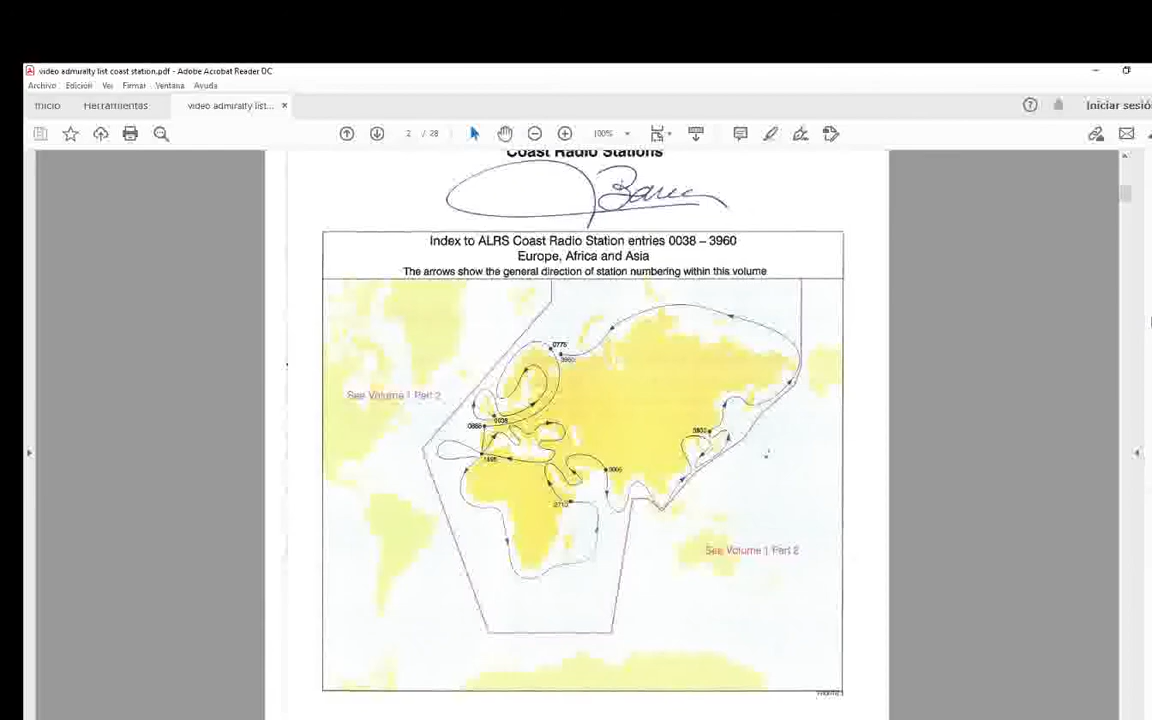 video admiralty list coast station.pdf - Adobe Acrobat Reader DC
Archivo Edición Ver Firmar Ventana Ayuda
Inicio Herramientas video admiralty list... × Iniciar sesió
2 / 28 100%
Coast Radio Stations
Index to ALRS Coast Radio Station entries 0038 – 3960
Europe, Africa and Asia
The arrows show the general direction of station numbering within this volume
0775
3960
See Volume 1 Part 2
0038
See Volume 1 Part 2